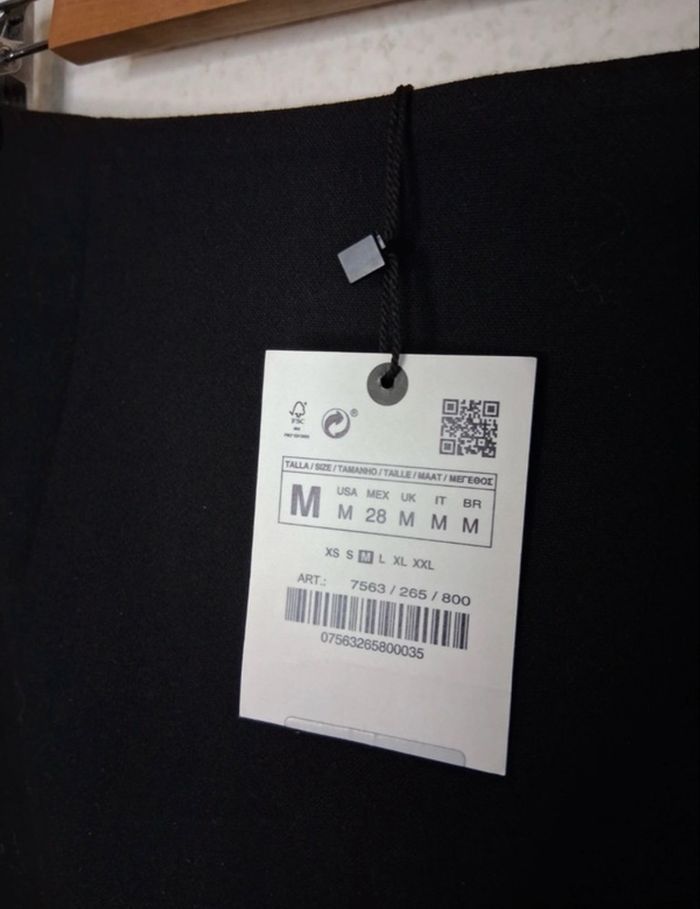 ®
FSC
TALLA / SIZE / TAMANHO / TAILLE / MAAT / ΜΕΓΕΘΟΣ
M
USA MEX UK IT BR
M 28 M M M
XS S M L XL XXL
ART.: 7563 / 265 / 800
07563265800035